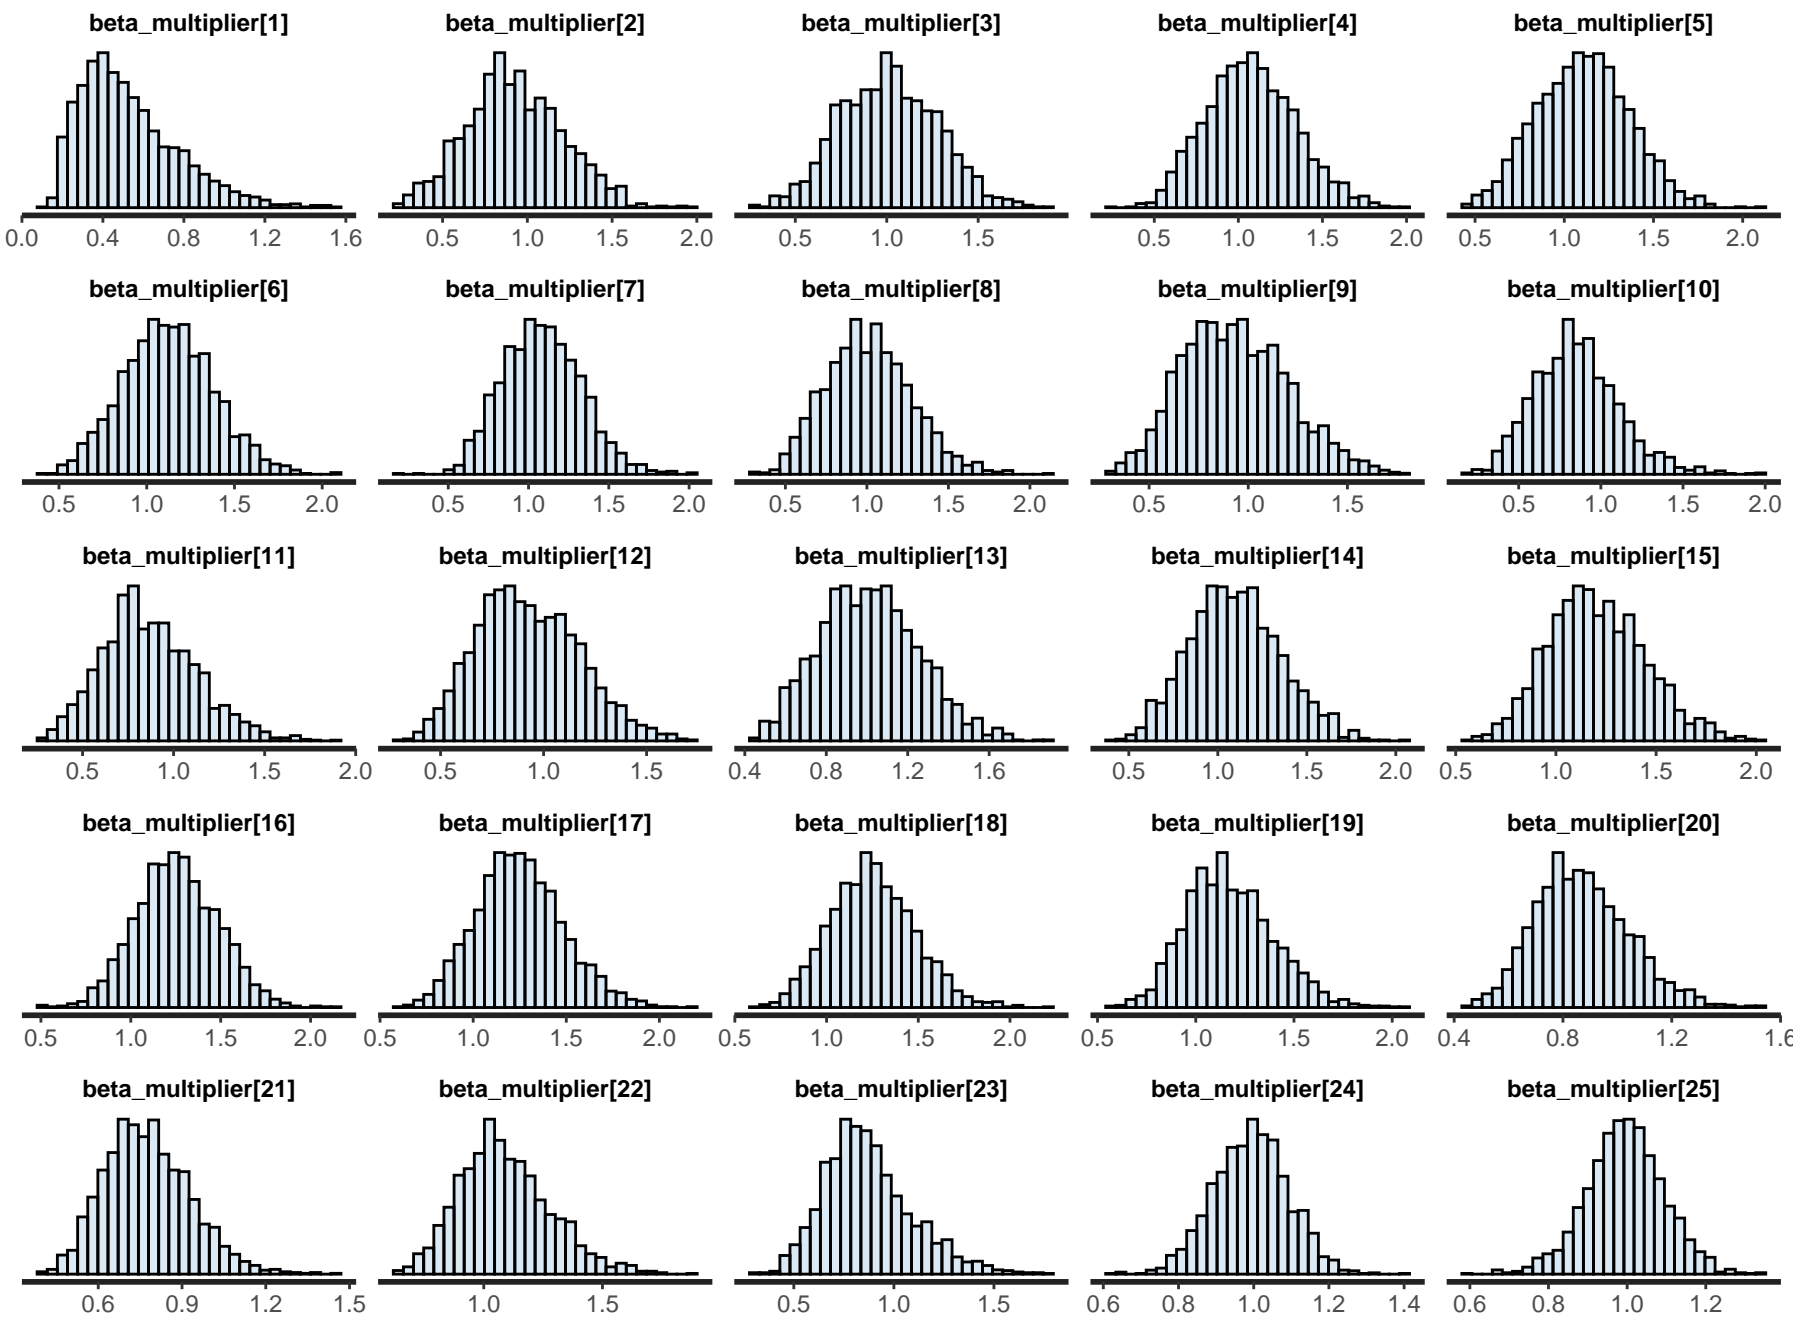 beta_multiplier[1] beta_multiplier[2] beta_multiplier[3] beta_multiplier[4] beta_multiplier[5]
0.0 0.4 0.8 1.2 1.6 0.5 1.0 1.5 2.0 0.5 1.0 1.5 0.5 1.0 1.5 2.0 0.5 1.0 1.5 2.0
beta_multiplier[6] beta_multiplier[7] beta_multiplier[8] beta_multiplier[9] beta_multiplier[10]
0.5 1.0 1.5 2.0 0.5 1.0 1.5 2.0 0.5 1.0 1.5 2.0 0.5 1.0 1.5 0.5 1.0 1.5 2.0
beta_multiplier[11] beta_multiplier[12] beta_multiplier[13] beta_multiplier[14] beta_multiplier[15]
0.5 1.0 1.5 2.0 0.5 1.0 1.5 0.4 0.8 1.2 1.6 0.5 1.0 1.5 2.0 0.5 1.0 1.5 2.0
beta_multiplier[16] beta_multiplier[17] beta_multiplier[18] beta_multiplier[19] beta_multiplier[20]
0.5 1.0 1.5 2.0 0.5 1.0 1.5 2.0 0.5 1.0 1.5 2.0 0.5 1.0 1.5 2.0 0.4 0.8 1.2 1.6
beta_multiplier[21] beta_multiplier[22] beta_multiplier[23] beta_multiplier[24] beta_multiplier[25]
0.6 0.9 1.2 1.5 1.0 1.5 0.5 1.0 1.5 0.6 0.8 1.0 1.2 1.4 0.6 0.8 1.0 1.2